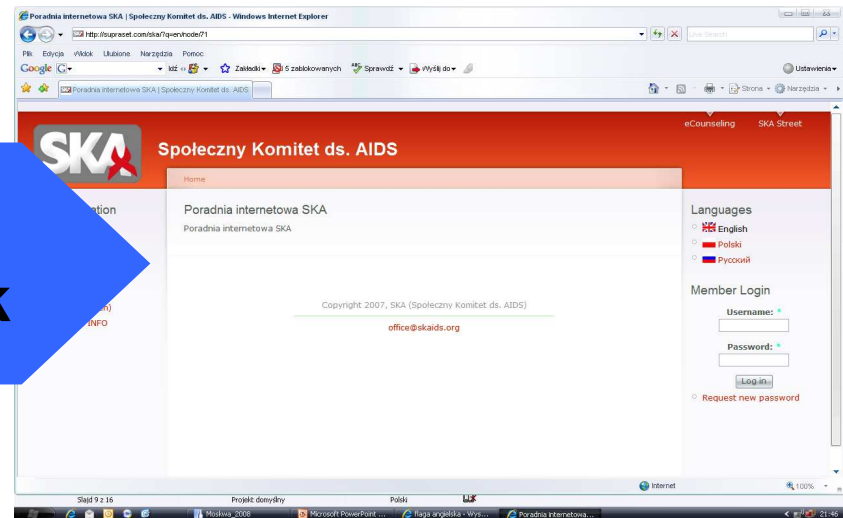 Poradnia internetowa SKA | Społeczny Komitet ds. AIDS - Windows Internet Explorer
http://supraset.com/ska/?q=en/node/71
Live Search
Plik Edycja Widok Ulubione Narzędzia Pomoc
Google G Idź Zakładki 5 zablokowanych Sprawdź Wyślij do Ustawienia
Poradnia internetowa SKA | Społeczny Komitet ds. AIDS
Strona Narzędzia
eCounseling SKA Street
SKA
Społeczny Komitet ds. AIDS
Home
Poradnia internetowa SKA
Poradnia internetowa SKA
INFO
Copyright 2007, SKA (Społeczny Komitet ds. AIDS)
office@skaids.org
Languages
English
Polski
Русский
Member Login
Username: *
Password: *
Log in
Request new password
Internet 100%
Slajd 9 z 16 Projekt domyślny Polski
Moskwa_2008 Microsoft PowerPoint ... flaga angielska - Wys... Poradnia internetowa... 21:46